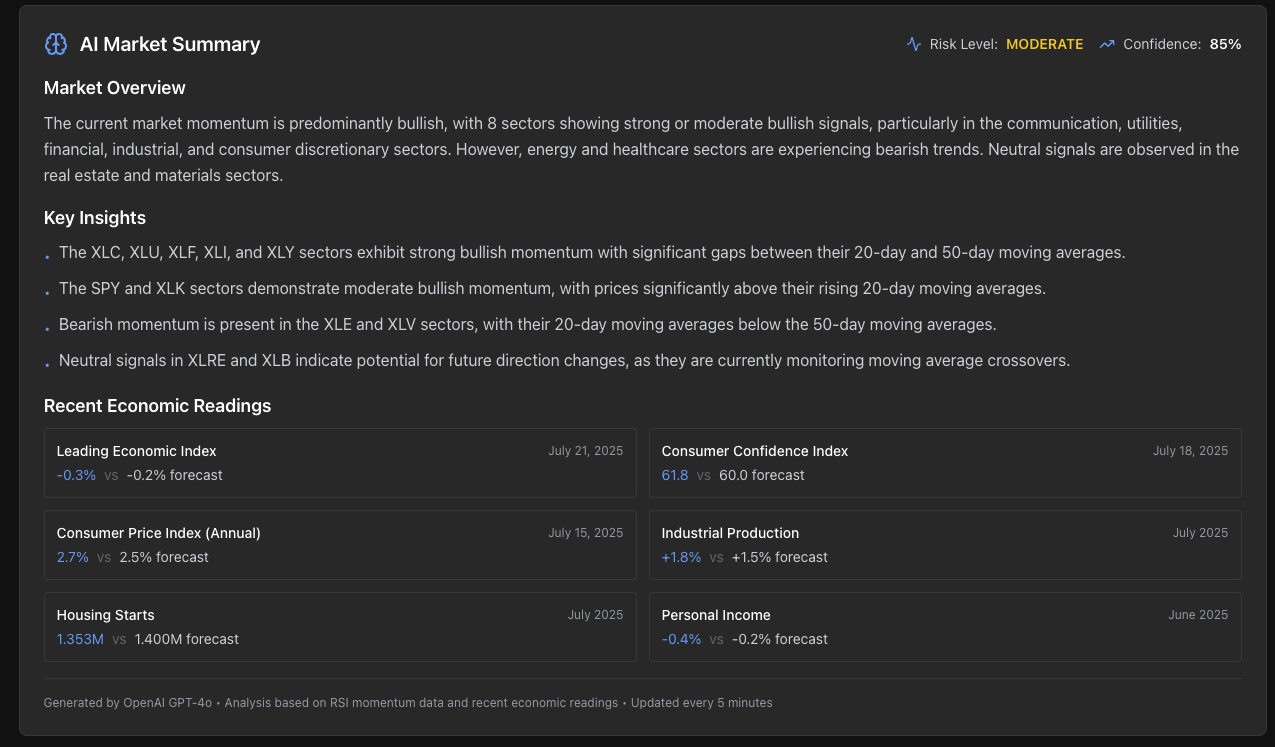 AI Market Summary
Risk Level: MODERATE Confidence: 85%
Market Overview
The current market momentum is predominantly bullish, with 8 sectors showing strong or moderate bullish signals, particularly in the communication, utilities,
financial, industrial, and consumer discretionary sectors. However, energy and healthcare sectors are experiencing bearish trends. Neutral signals are observed in the
real estate and materials sectors.
Key Insights
• The XLC, XLU, XLF, XLI, and XLY sectors exhibit strong bullish momentum with significant gaps between their 20-day and 50-day moving averages.
• The SPY and XLK sectors demonstrate moderate bullish momentum, with prices significantly above their rising 20-day moving averages.
• Bearish momentum is present in the XLE and XLV sectors, with their 20-day moving averages below the 50-day moving averages.
• Neutral signals in XLRE and XLB indicate potential for future direction changes, as they are currently monitoring moving average crossovers.
Recent Economic Readings
Leading Economic Index July 21, 2025
-0.3% vs -0.2% forecast
Consumer Confidence Index July 18, 2025
61.8 vs 60.0 forecast
Consumer Price Index (Annual) July 15, 2025
2.7% vs 2.5% forecast
Industrial Production July 2025
+1.8% vs +1.5% forecast
Housing Starts July 2025
1.353M vs 1.400M forecast
Personal Income June 2025
-0.4% vs -0.2% forecast
Generated by OpenAI GPT-4o • Analysis based on RSI momentum data and recent economic readings • Updated every 5 minutes